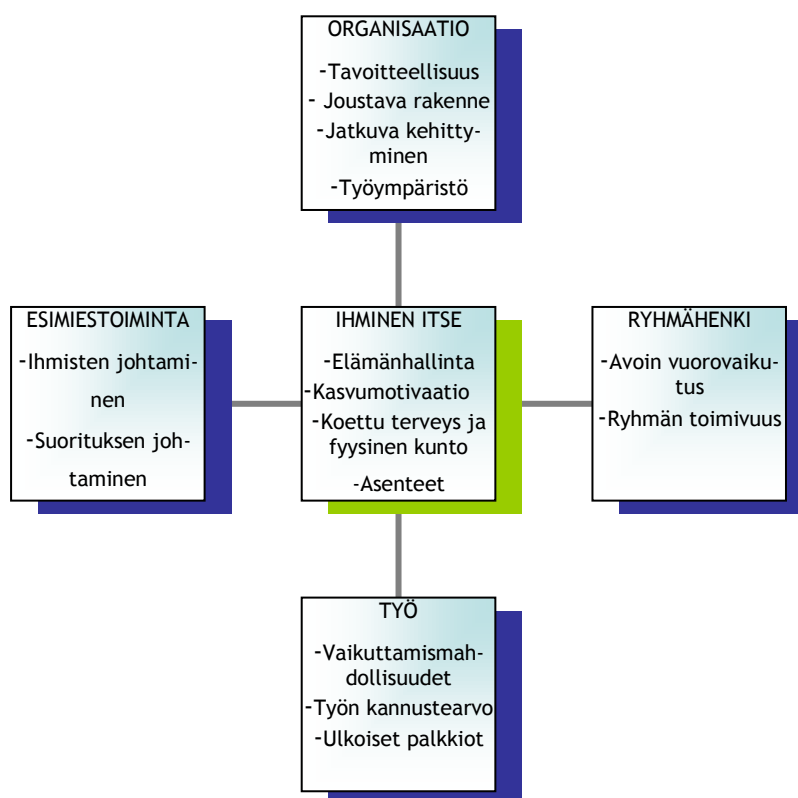 ORGANISAATIO
-Tavoitteellisuus
- Joustava rakenne
-Jatkuva kehitty-
minen
-Työympäristö
ESIMIESTOIMINTA
-Ihmisten johtami-
nen
-Suorituksen joh-
taminen
IHMINEN ITSE
-Elämänhallinta
-Kasvumotivaatio
-Koettu terveys ja
fyysinen kunto
-Asenteet
RYHMÄHENKI
-Avoin vuorovaiku-
tus
-Ryhmän toimivuus
TYÖ
-Vaikuttamismah-
dollisuudet
-Työn kannustearvo
-Ulkoiset palkkiot